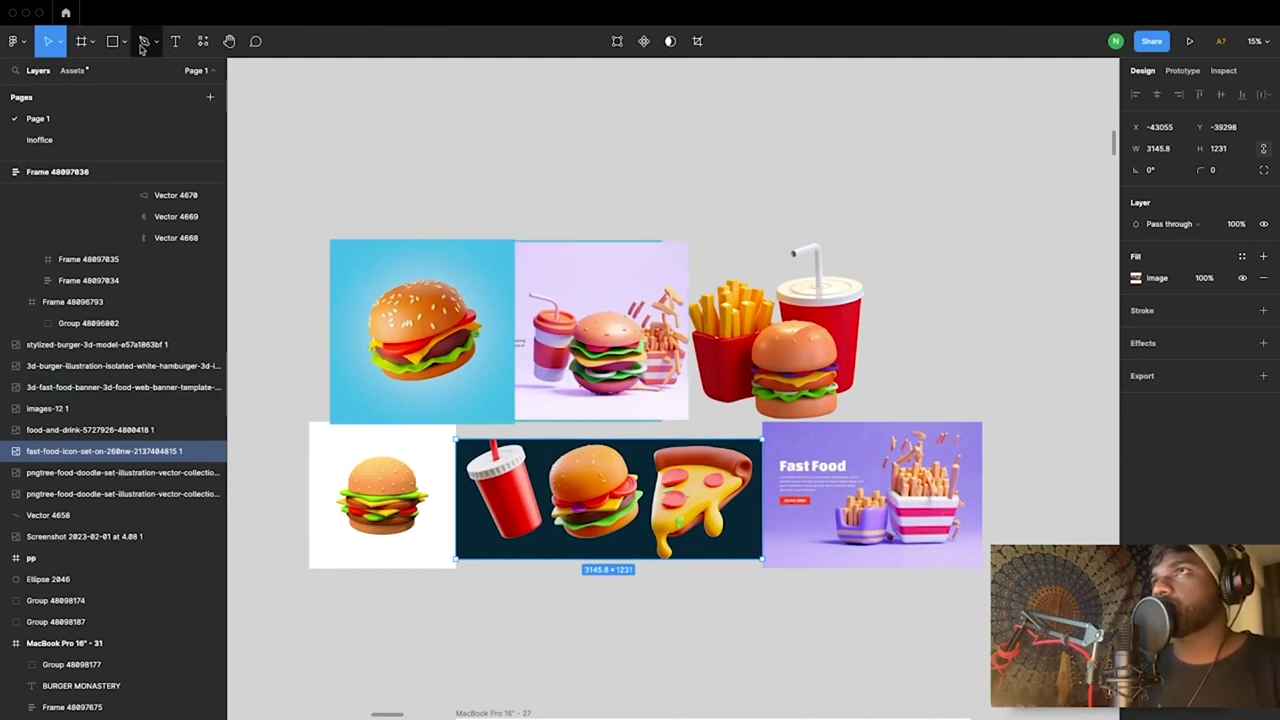 N
Share
A?
15%
Layers
Assets
Page 1
Design
Prototype
Inspect
Pages
Page 1
Inoffice
Frame 48097036
Vector 4670
Vector 4669
Vector 4668
Frame 48097035
Frame 48097034
Frame 48096793
Group 48096802
stylized-burger-3d-model-e57a1863bf 1
3d-burger-illustration-isolated-white-hamburger-3d-i...
3d-fast-food-banner-3d-food-web-banner-template-...
images-12 1
food-and-drink-5727926-4800418 1
fast-food-icon-set-on-260nw-2137404815 1
pngtree-food-doodle-set-illustration-vector-collectio...
pngtree-food-doodle-set-illustration-vector-collectio...
Vector 4658
Screenshot 2023-02-01 at 4.08 1
pp
Ellipse 2046
Group 48098174
Group 48098187
MacBook Pro 16" - 31
Group 48098177
BURGER MONASTERY
Frame 48097675
Fast Food
3145.8 × 1231
MacBook Pro 16" - 27
X -43055 Y -39298
W 3145.8 H 1231
0° 0
Layer
Pass through 100%
Fill
Image 100%
Stroke
Effects
Export